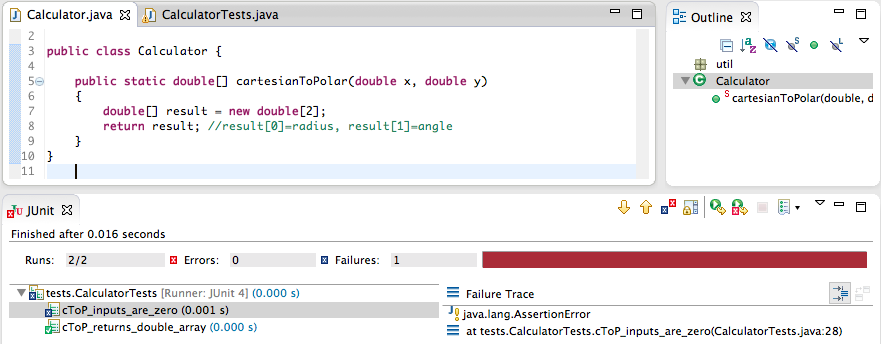 Calculator.java
CalculatorTests.java
2
3 public class Calculator {
4
5 public static double[] cartesianToPolar(double x, double y)
6 {
7 double[] result = new double[2];
8 return result; //result[0]=radius, result[1]=angle
9 }
10 }
11
Outline
util
Calculator
S cartesianToPolar(double, d
JUnit
Finished after 0.016 seconds
Runs: 2/2 Errors: 0 Failures: 1
tests.CalculatorTests [Runner: JUnit 4] (0.000 s)
cToP_inputs_are_zero (0.001 s)
cToP_returns_double_array (0.000 s)
Failure Trace
java.lang.AssertionError
at tests.CalculatorTests.cToP_inputs_are_zero(CalculatorTests.java:28)